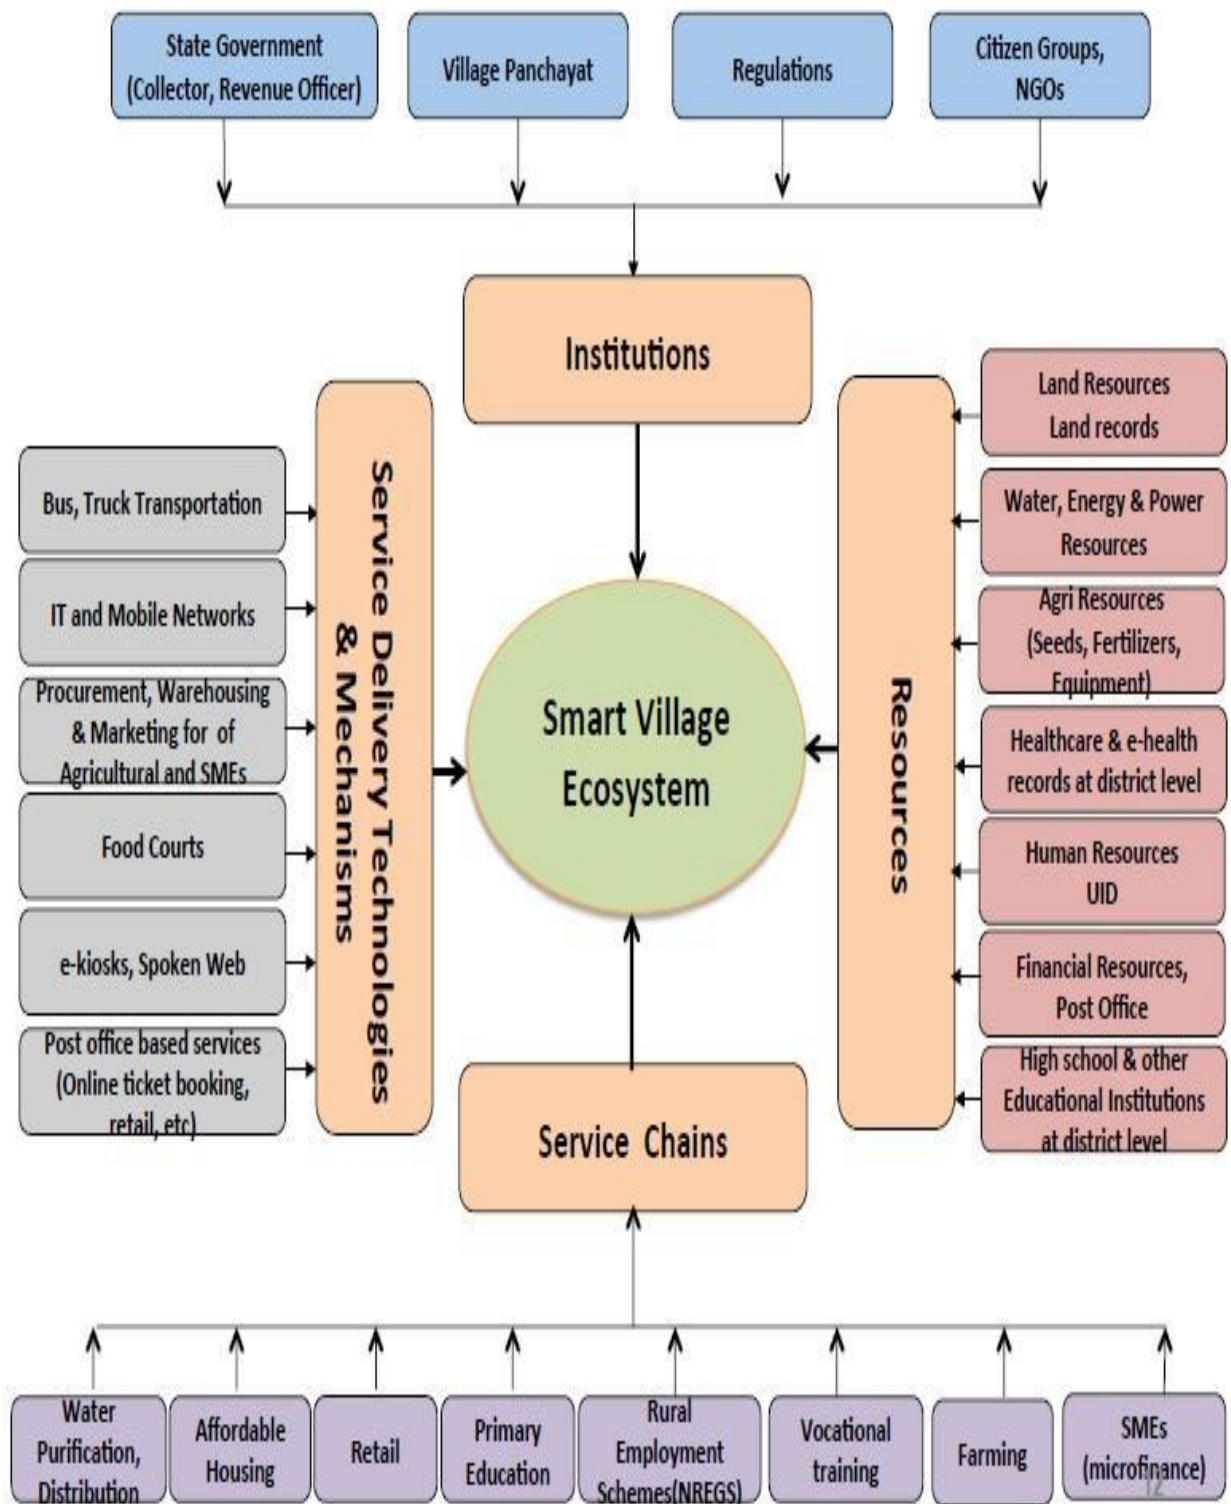 State Government
(Collector, Revenue Officer)
Village Panchayat
Regulations
Citizen Groups,
NGOs
Institutions
Service Delivery Technologies
& Mechanisms
Bus, Truck Transportation
IT and Mobile Networks
Procurement, Warehousing
& Marketing for of
Agricultural and SMEs
Food Courts
e-kiosks, Spoken Web
Post office based services
(Online ticket booking,
retail, etc)
Smart Village
Ecosystem
Resources
Land Resources
Land records
Water, Energy & Power
Resources
Agri Resources
(Seeds, Fertilizers,
Equipment)
Healthcare & e-health
records at district level
Human Resources
UID
Financial Resources,
Post Office
High school & other
Educational Institutions
at district level
Service Chains
Water
Purification,
Distribution
Affordable
Housing
Retail
Primary
Education
Rural
Employment
Schemes(NREGS)
Vocational
training
Farming
SMEs
(microfinance)
12